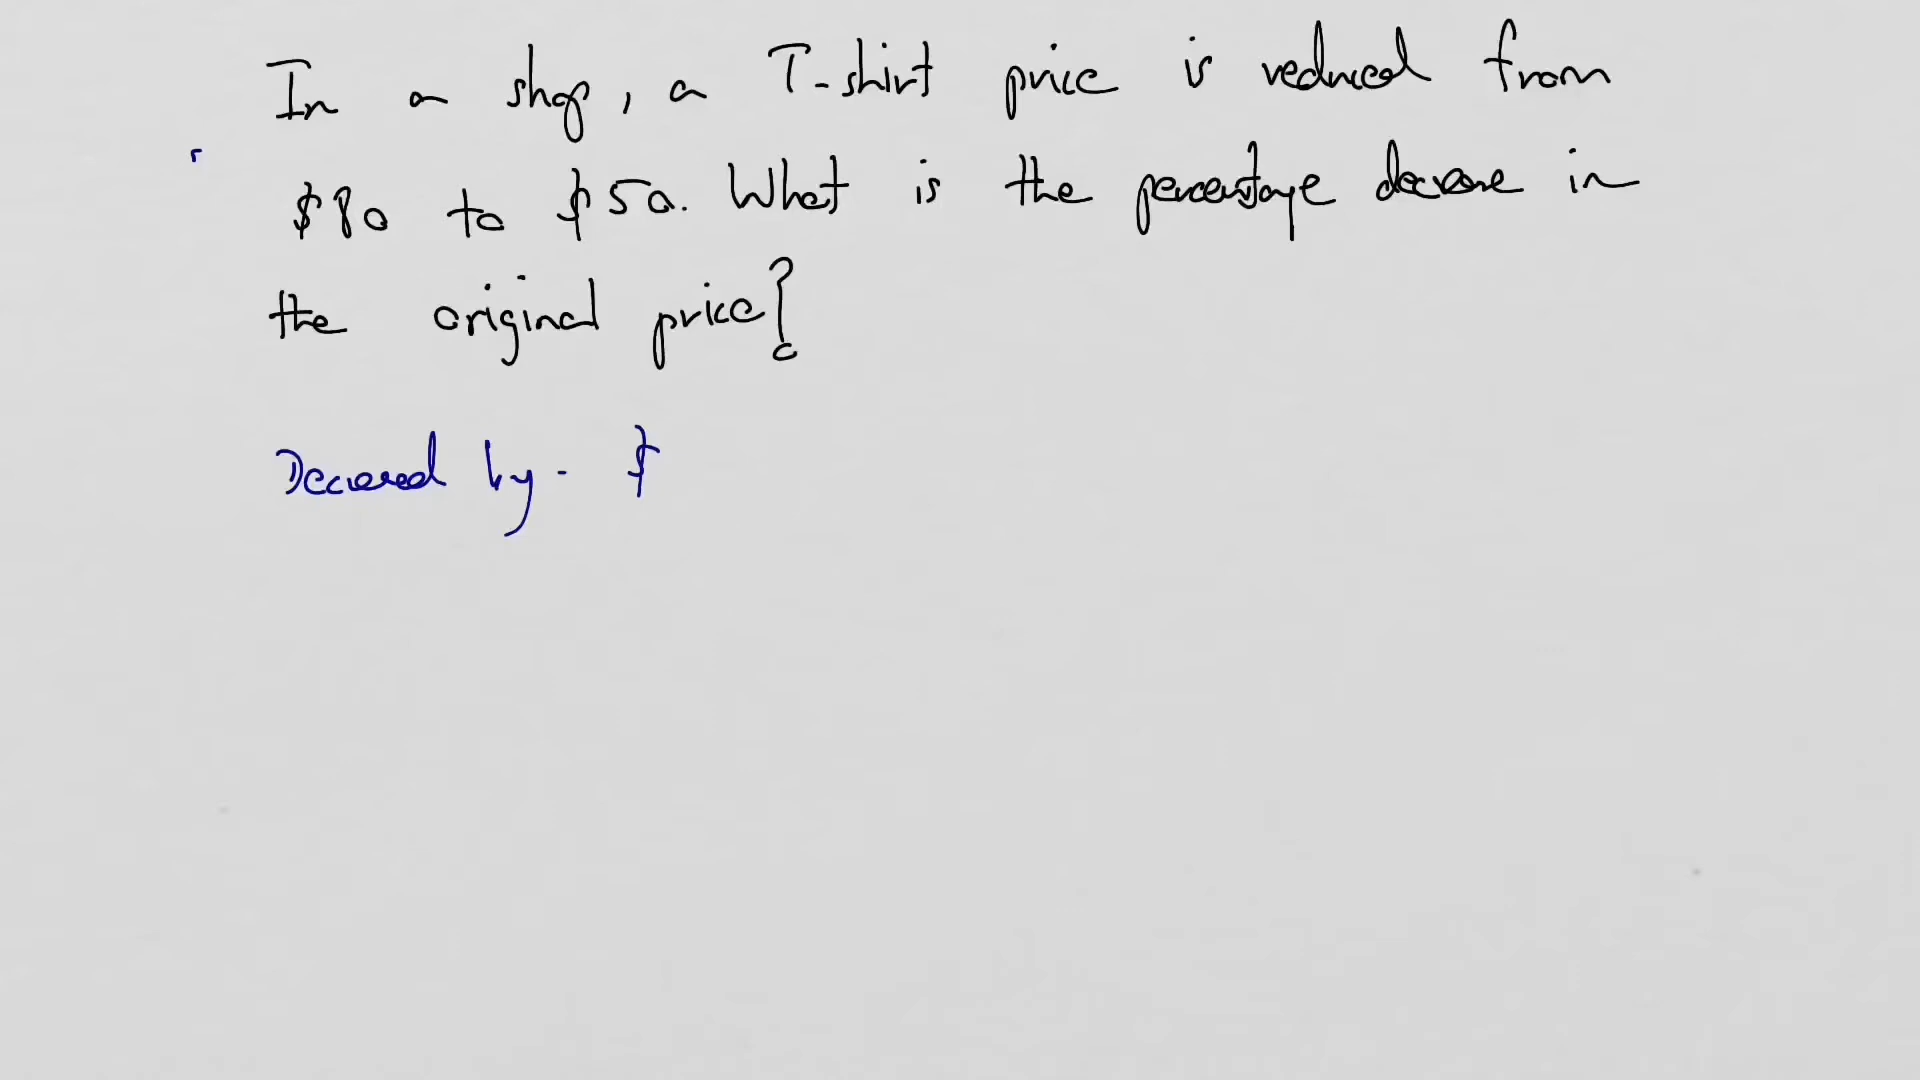 In a shop, a T-shirt price is reduced from
$80 to $50. What is the percentage decrease in
the original price?
Decreased by - $